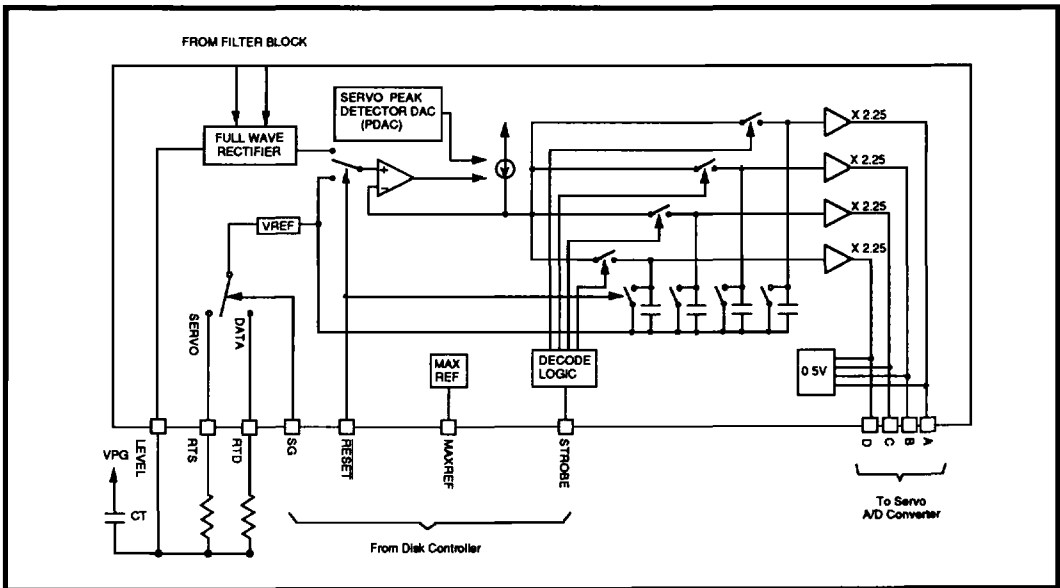 FROM FILTER BLOCK
SERVO PEAK
DETECTOR DAC
(PDAC)
FULL WAVE
RECTIFIER
X 2.25
X 2.25
X 2.25
X 2.25
+
−
VREF
SERVO
DATA
MAX
REF
DECODE
LOGIC
0 5V
VPG
CT
LEVEL
RTS
RTD
SG
RESET
MAXREF
STROBE
D
C
B
A
From Disk Controller
To Servo
A/D Converter